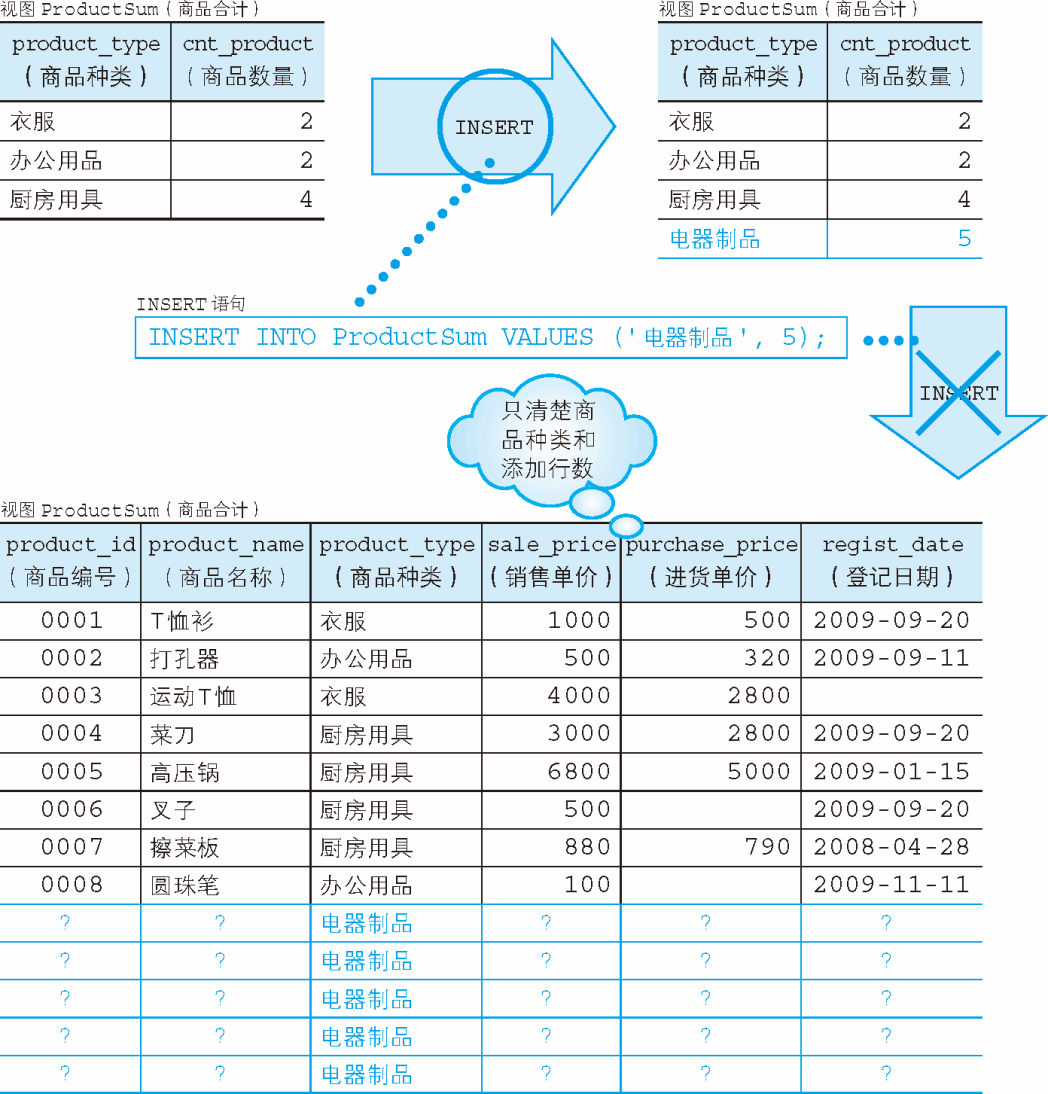 视图 ProductSum（商品合计）
product_type cnt_product
（商品种类） （商品数量）
衣服 2
办公用品 2
厨房用具 4
INSERT
视图 ProductSum（商品合计）
product_type cnt_product
（商品种类） （商品数量）
衣服 2
办公用品 2
厨房用具 4
电器制品 5
INSERT 语句
INSERT INTO ProductSum VALUES ('电器制品', 5);
INSERT
只清楚商
品种类和
添加行数
视图 ProductSum（商品合计）
product_id product_name product_type sale_price purchase_price regist_date
（商品编号） （商品名称） （商品种类） （销售单价） （进货单价） （登记日期）
0001 T恤衫 衣服 1000 500 2009-09-20
0002 打孔器 办公用品 500 320 2009-09-11
0003 运动T恤 衣服 4000 2800
0004 菜刀 厨房用具 3000 2800 2009-09-20
0005 高压锅 厨房用具 6800 5000 2009-01-15
0006 叉子 厨房用具 500 2009-09-20
0007 擦菜板 厨房用具 880 790 2008-04-28
0008 圆珠笔 办公用品 100 2009-11-11
? ? 电器制品 ? ? ?
? ? 电器制品 ? ? ?
? ? 电器制品 ? ? ?
? ? 电器制品 ? ? ?
? ? 电器制品 ? ? ?